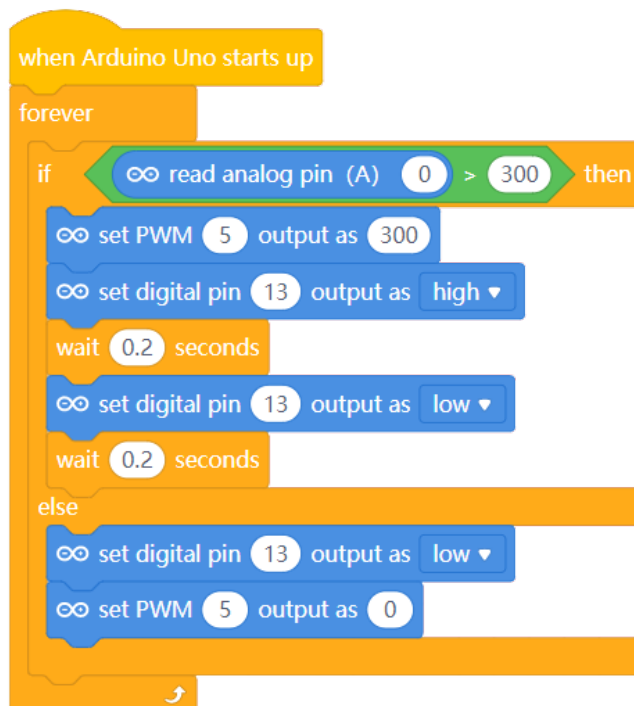 when Arduino Uno starts up
forever
if read analog pin (A) 0 > 300 then
set PWM 5 output as 300
set digital pin 13 output as high
wait 0.2 seconds
set digital pin 13 output as low
wait 0.2 seconds
else
set digital pin 13 output as low
set PWM 5 output as 0